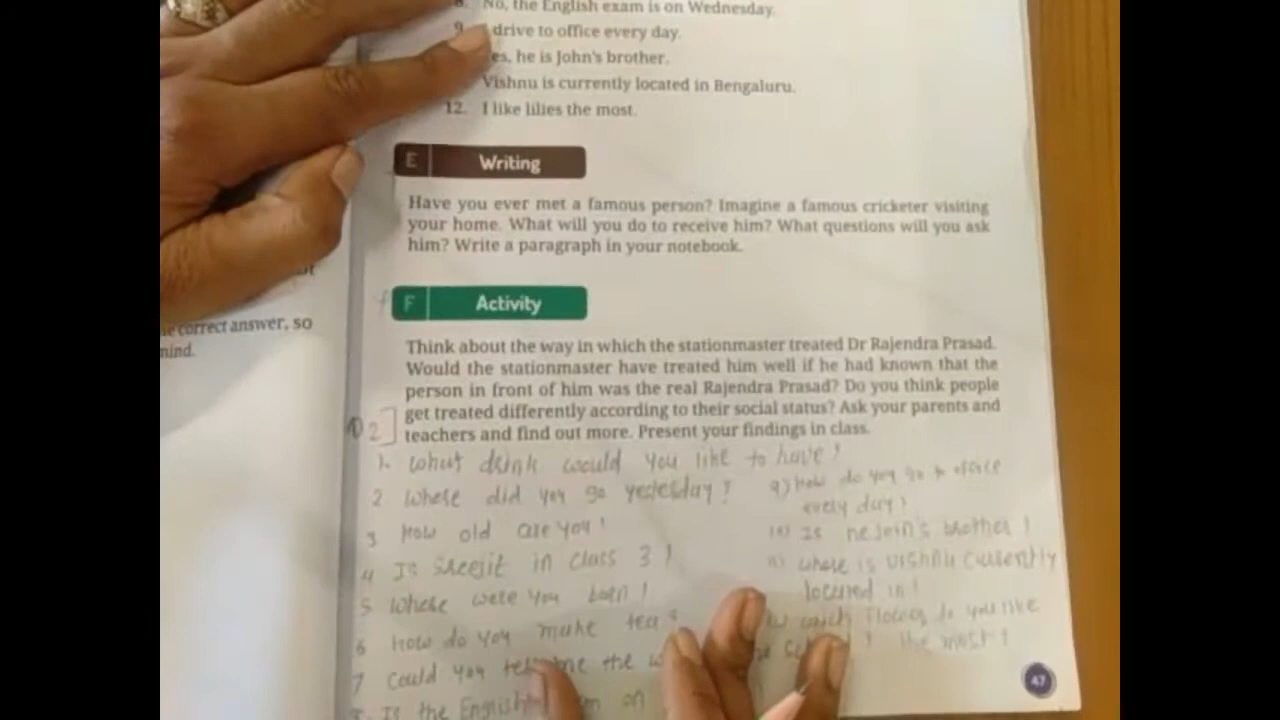 8. No, the English exam is on Wednesday.
9. drive to office every day.
es, he is John's brother.
Vishnu is currently located in Bengaluru.
12. I like lilies the most.
E Writing
Have you ever met a famous person? Imagine a famous cricketer visiting
your home. What will you do to receive him? What questions will you ask
him? Write a paragraph in your notebook.
F Activity
Think about the way in which the stationmaster treated Dr Rajendra Prasad.
Would the stationmaster have treated him well if he had known that the
person in front of him was the real Rajendra Prasad? Do you think people
get treated differently according to their social status? Ask your parents and
teachers and find out more. Present your findings in class.
e correct answer, so
mind.
D2]
1. What drink would you like to have?
2 Where did you go yesterday?
3 How old are you?
4 Is Sreejit in class 3?
5 Where were you born?
6 How do you make tea?
7 Could you tell me the
8. Is the English on
9) How do you go to office
every day?
10) Is he John's brother?
11) Where is Vishnu currently
located in?
which flower do you like
the most?
47